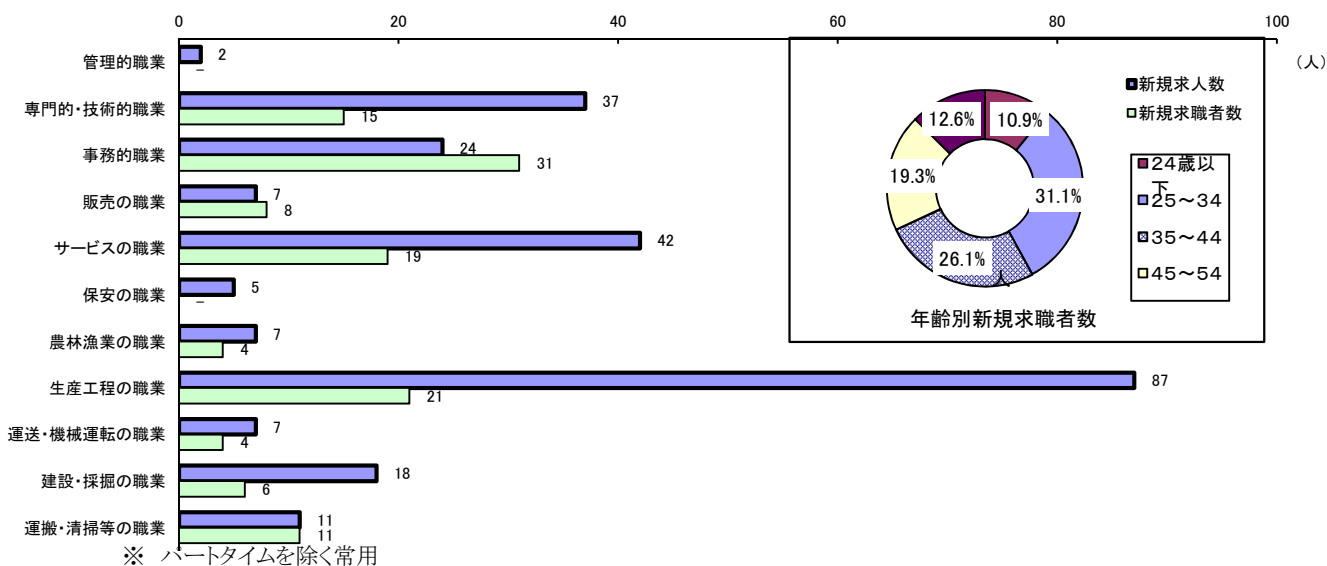 0 20 40 60 80 100
（人）
管理的職業 2 –
専門的・技術的職業 37 15
事務的職業 24 31
販売の職業 7 8
サービスの職業 42 19
保安の職業 5 –
農林漁業の職業 7 4
生産工程の職業 87 21
運送・機械運転の職業 7 4
建設・採掘の職業 18 6
運搬・清掃等の職業 11 11
※ パートタイムを除く常用
新規求人数
新規求職者数
12.6% 10.9%
19.3% 31.1%
26.1%
24歳以
下
25～34
35～44
45～54
年齢別新規求職者数